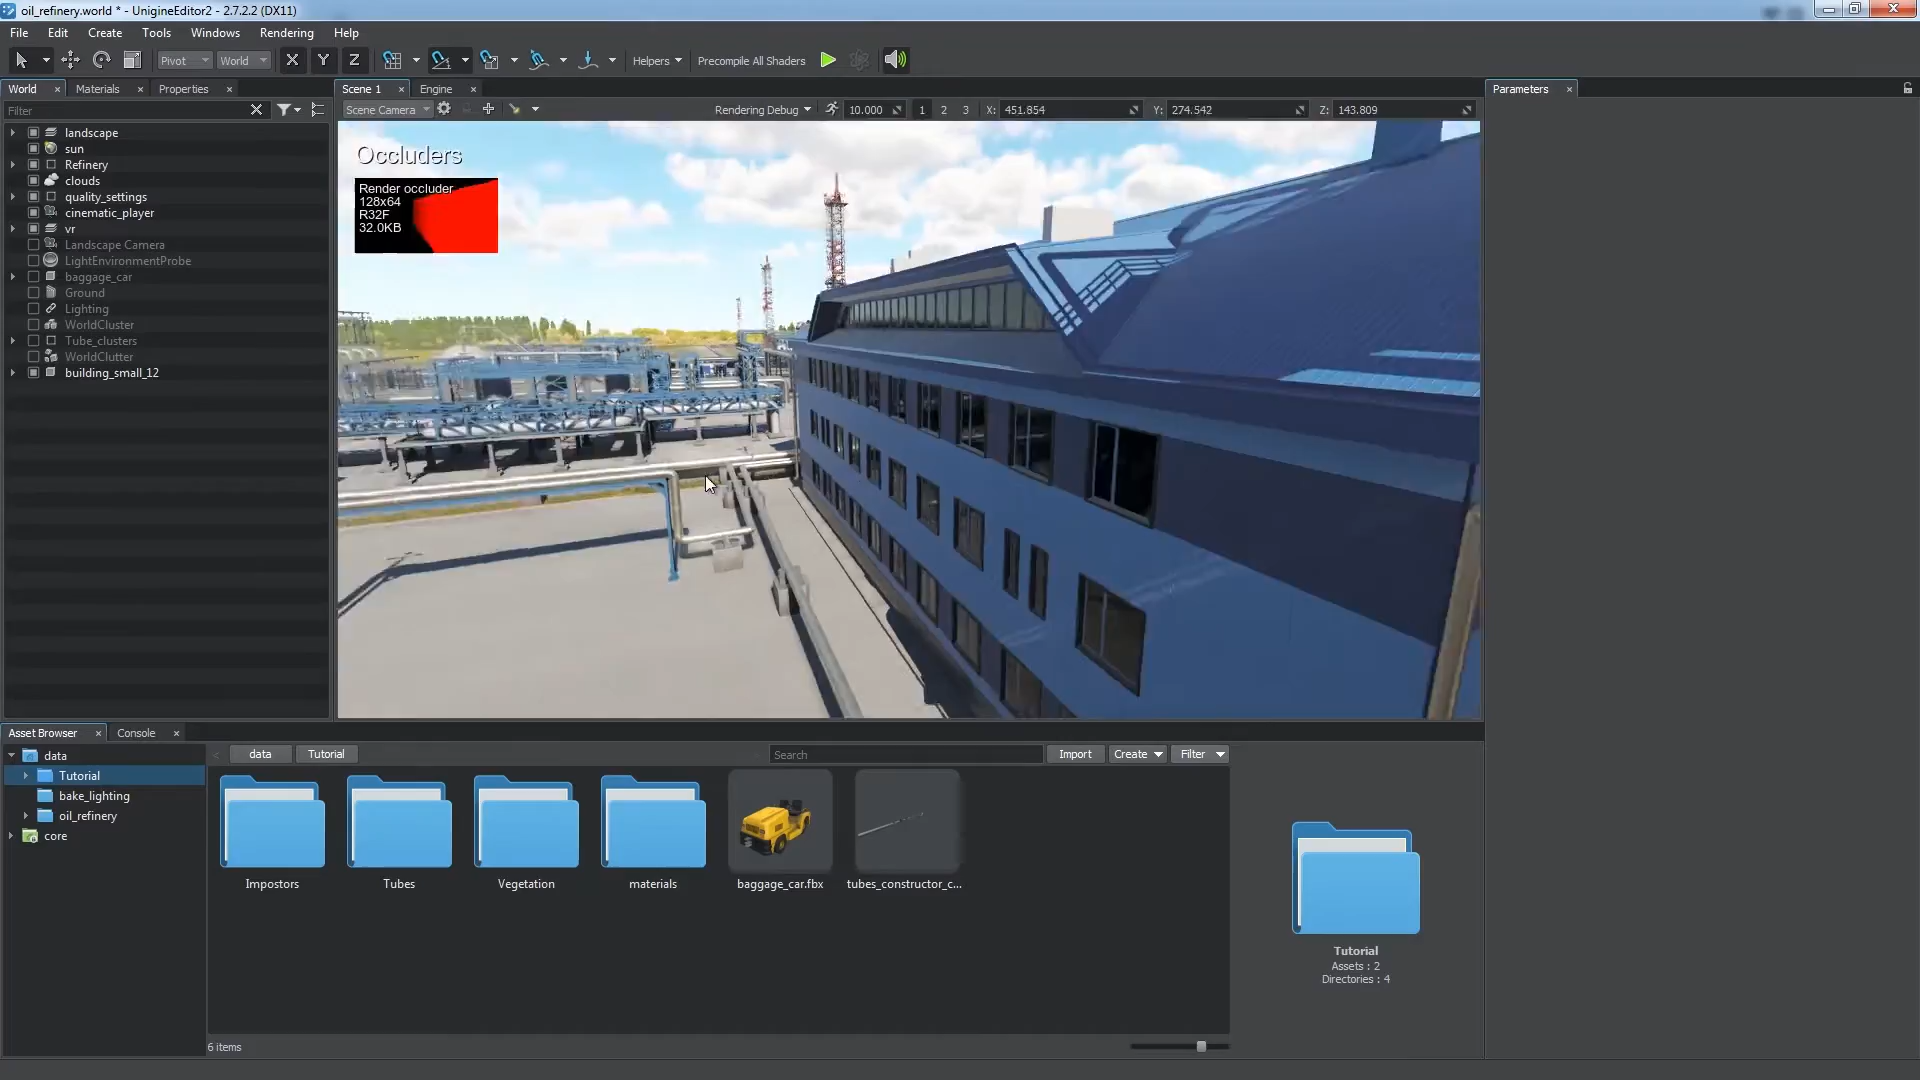 oil_refinery.world * - UnigineEditor2 - 2.7.2.2 (DX11)
File Edit Create Tools Windows Rendering Help
Pivot World X Y Z Helpers Precompile All Shaders
World Materials Properties Scene 1 Engine Parameters
Filter Scene Camera Rendering Debug 10.000 1 2 3 X: 451.854 Y: 274.542 Z: 143.809
landscape
sun
Refinery
clouds
quality_settings
cinematic_player
vr
Landscape Camera
LightEnvironmentProbe
baggage_car
Ground
Lighting
WorldCluster
Tube_clusters
WorldClutter
building_small_12
Occluders
Render occluder
128x64
R32F
32.0KB
Asset Browser Console
data
Tutorial
bake_lighting
oil_refinery
core
data Tutorial Search Import Create Filter
Impostors Tubes Vegetation materials baggage_car.fbx tubes_constructor_c...
6 items
Tutorial
Assets : 2
Directories : 4